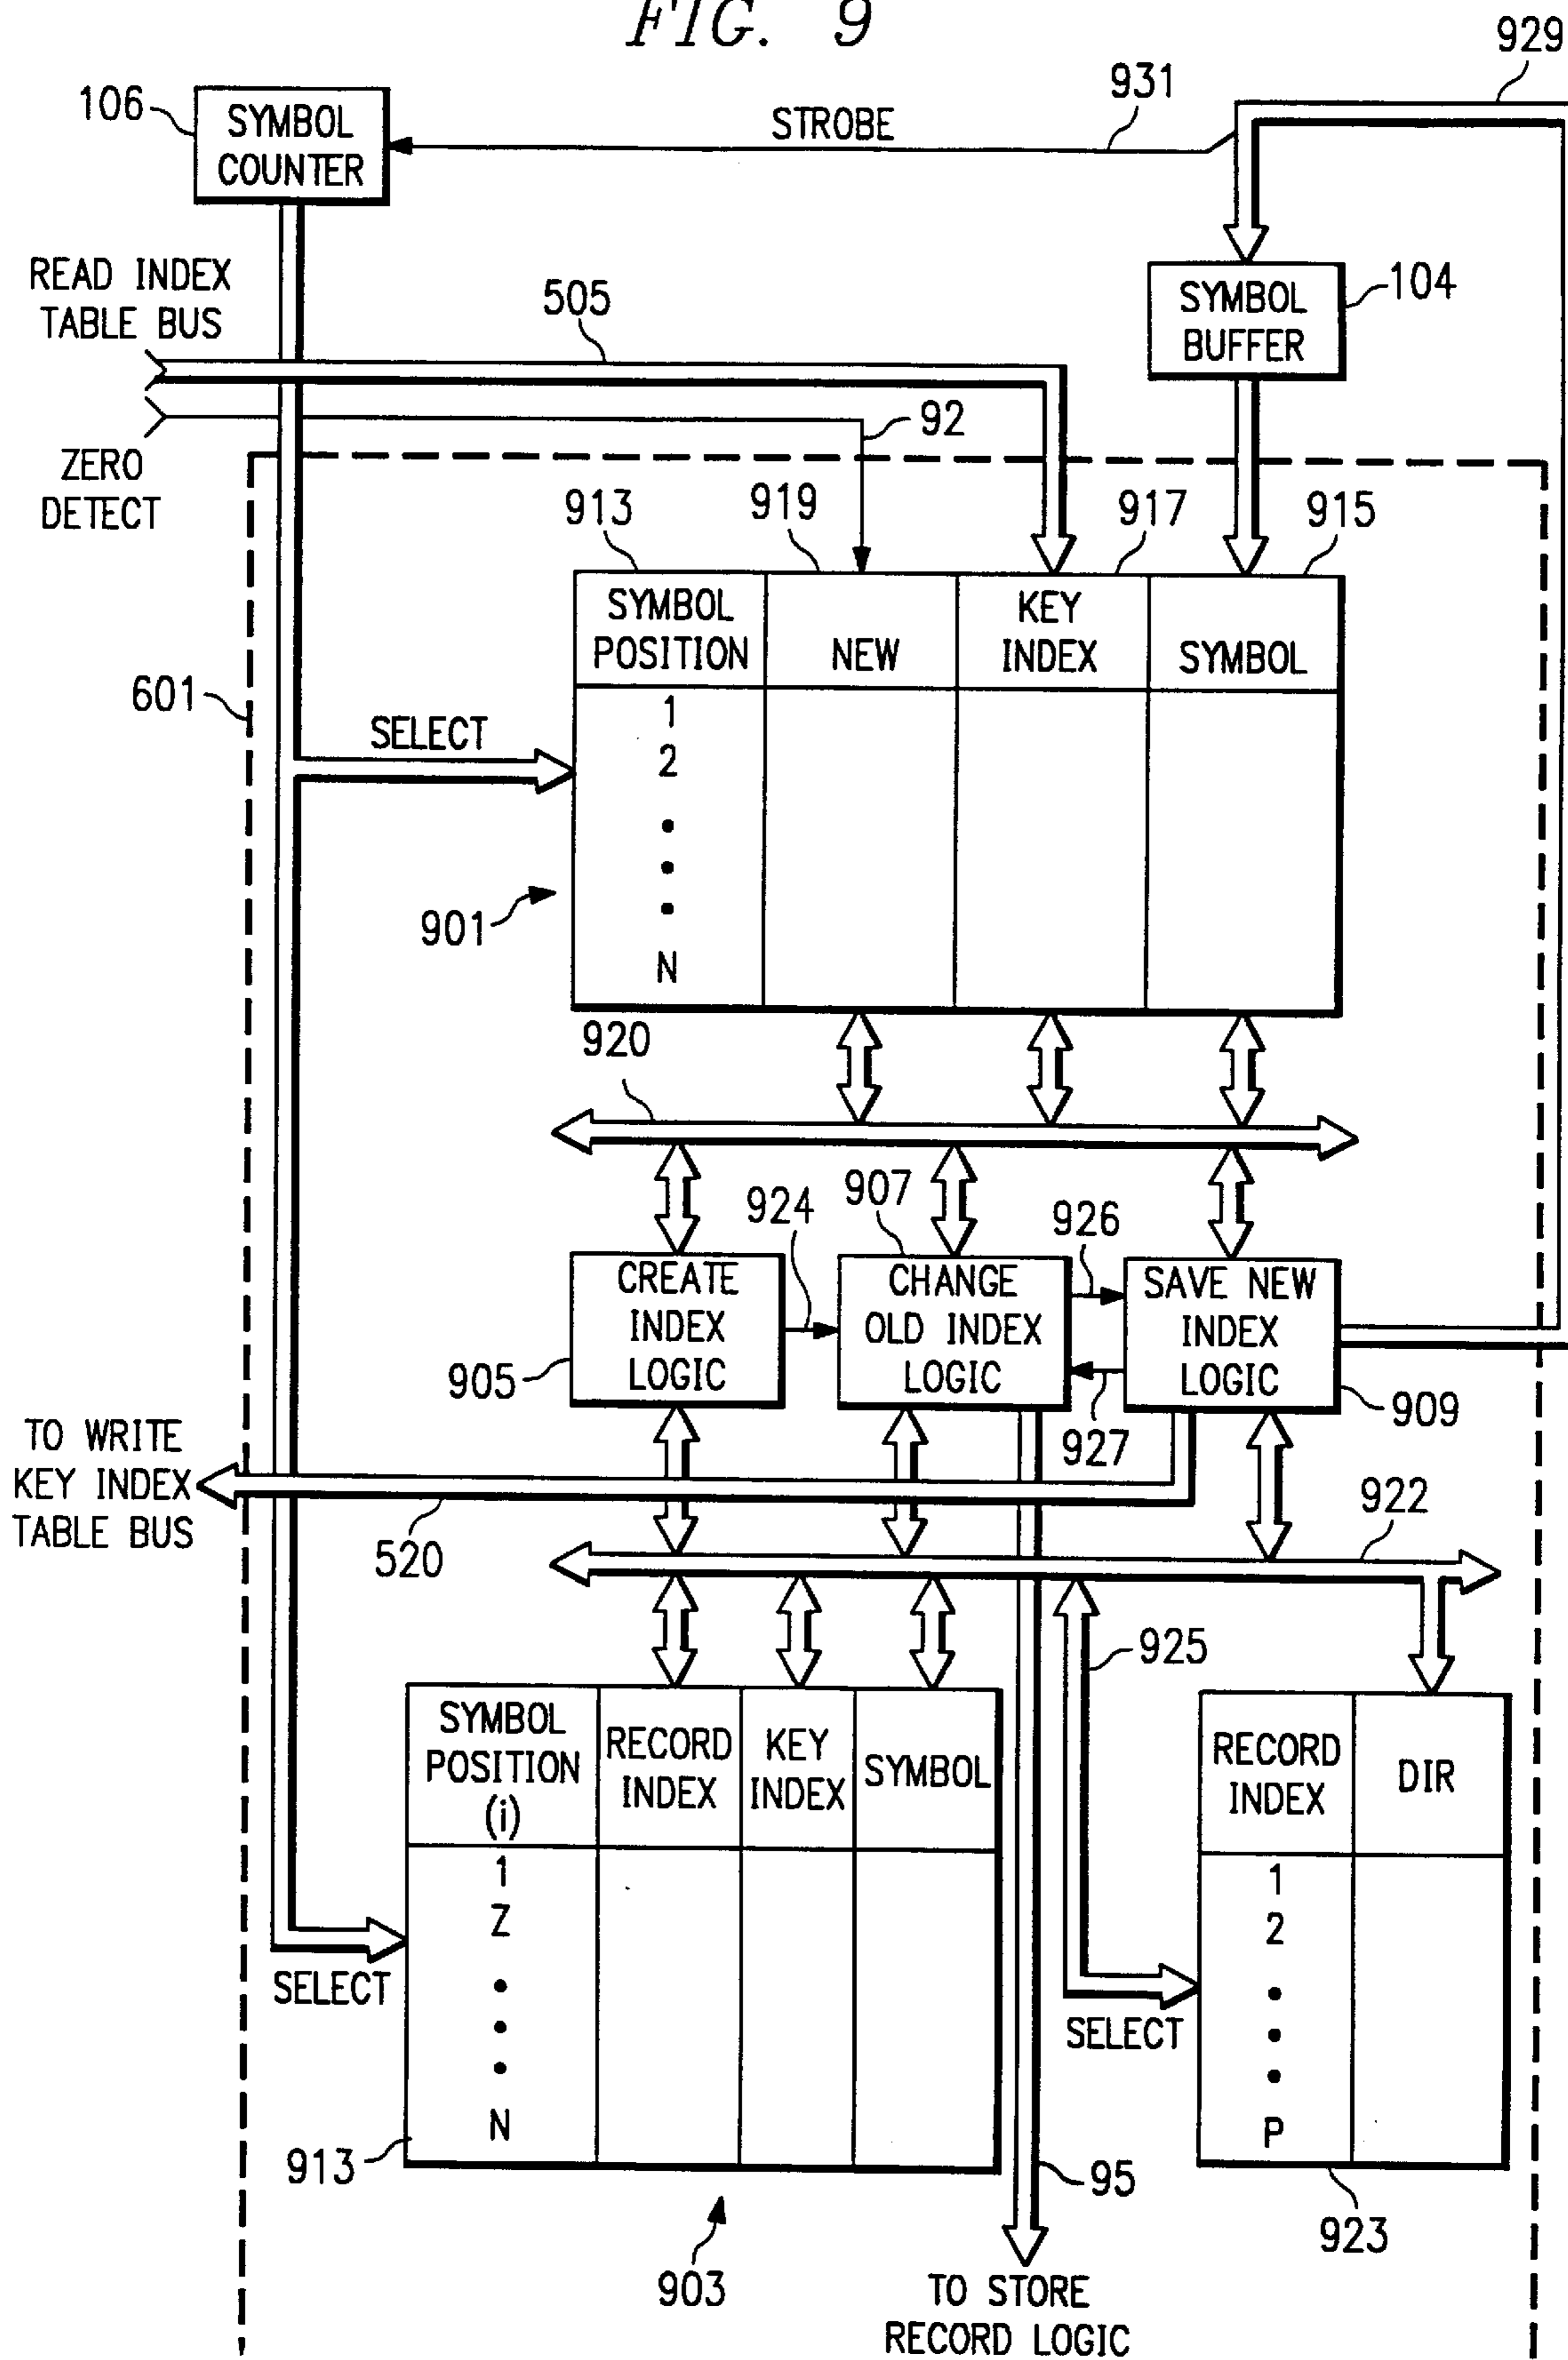 FIG. 9
929
931
106
SYMBOL
COUNTER
STROBE
READ INDEX
TABLE BUS
505
SYMBOL
BUFFER
104
92
ZERO
DETECT
913
919
917
915
SYMBOL
POSITION
NEW
KEY
INDEX
SYMBOL
601
SELECT
1
2
N
901
920
920
907
924
926
CREATE
INDEX
LOGIC
CHANGE
OLD INDEX
LOGIC
SAVE NEW
INDEX
LOGIC
905
927
909
TO WRITE
KEY INDEX
TABLE BUS
520
922
925
SYMBOL
POSITION
(i)
RECORD
INDEX
KEY
INDEX
SYMBOL
RECORD
INDEX
DIR
1
Z
N
1
2
P
SELECT
SELECT
913
95
923
903
TO STORE
RECORD LOGIC